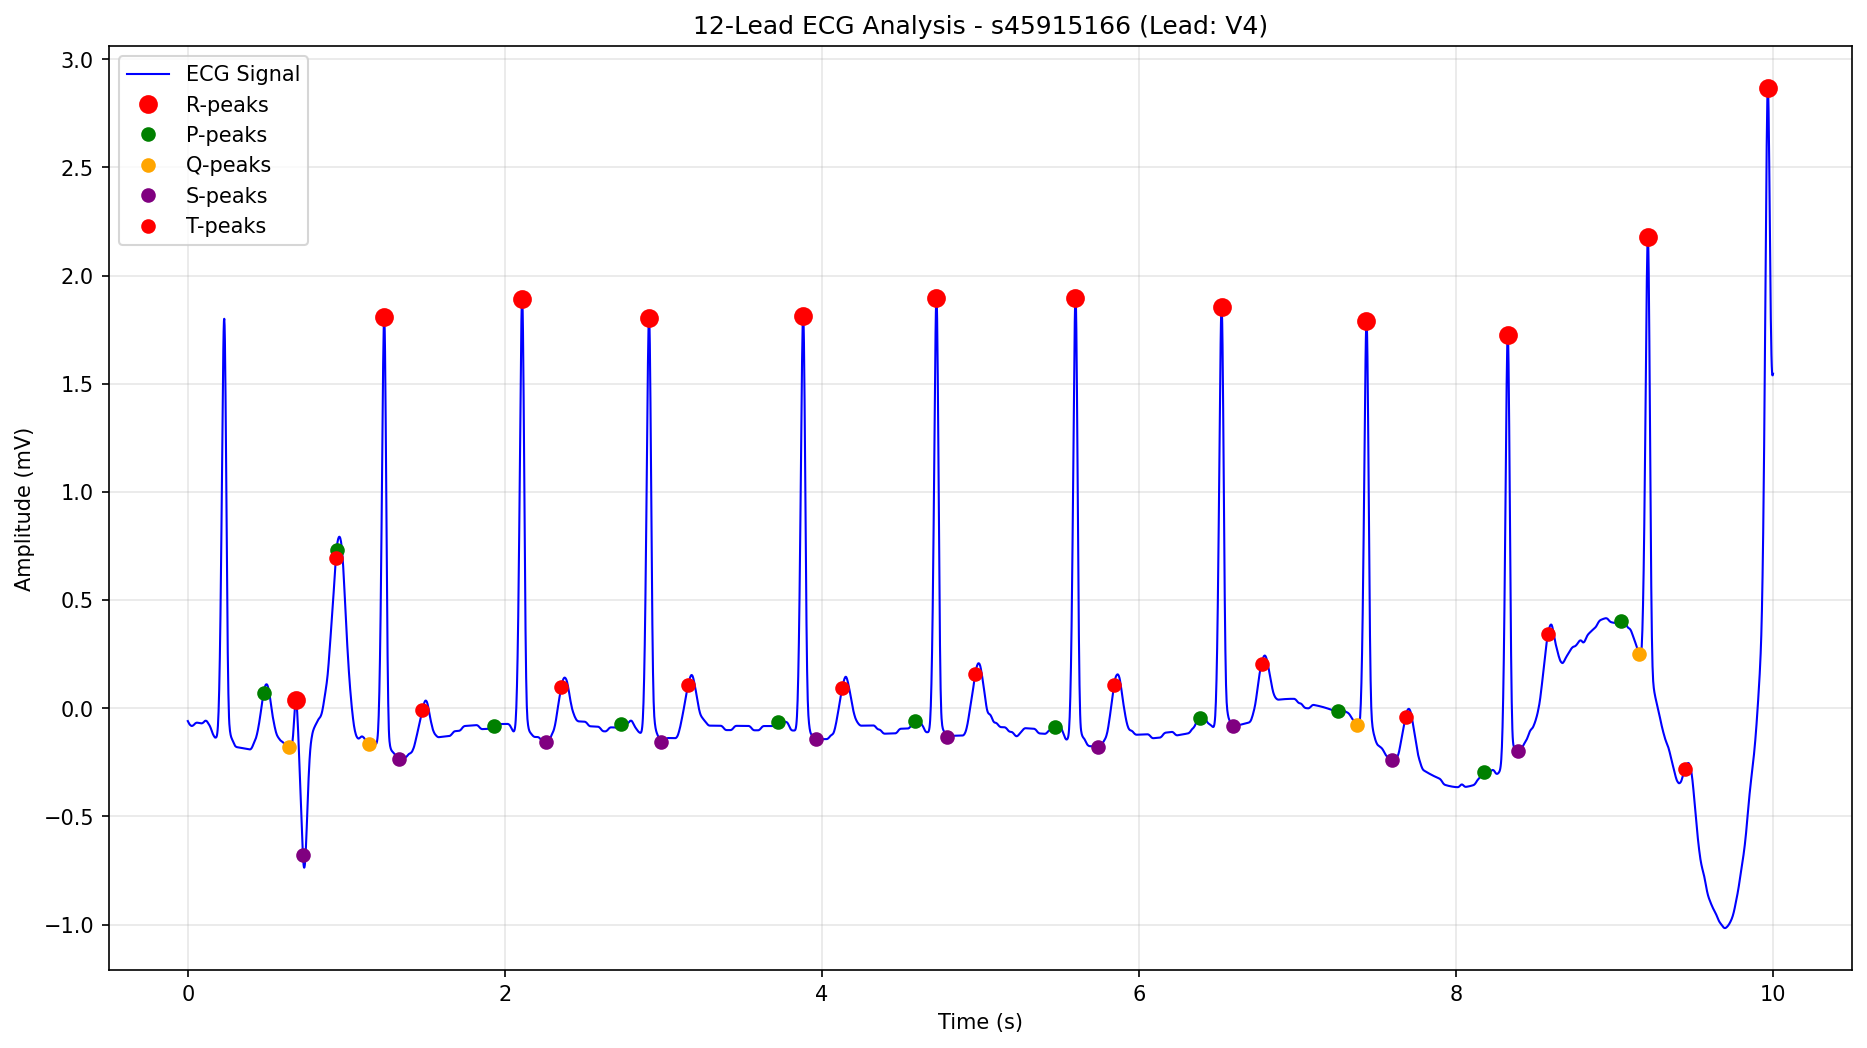 12-Lead ECG Analysis - s45915166 (Lead: V4)
ECG Signal
R-peaks
P-peaks
Q-peaks
S-peaks
T-peaks
Amplitude (mV)
3.0
2.5
2.0
1.5
1.0
0.5
0.0
−0.5
−1.0
0 2 4 6 8 10
Time (s)